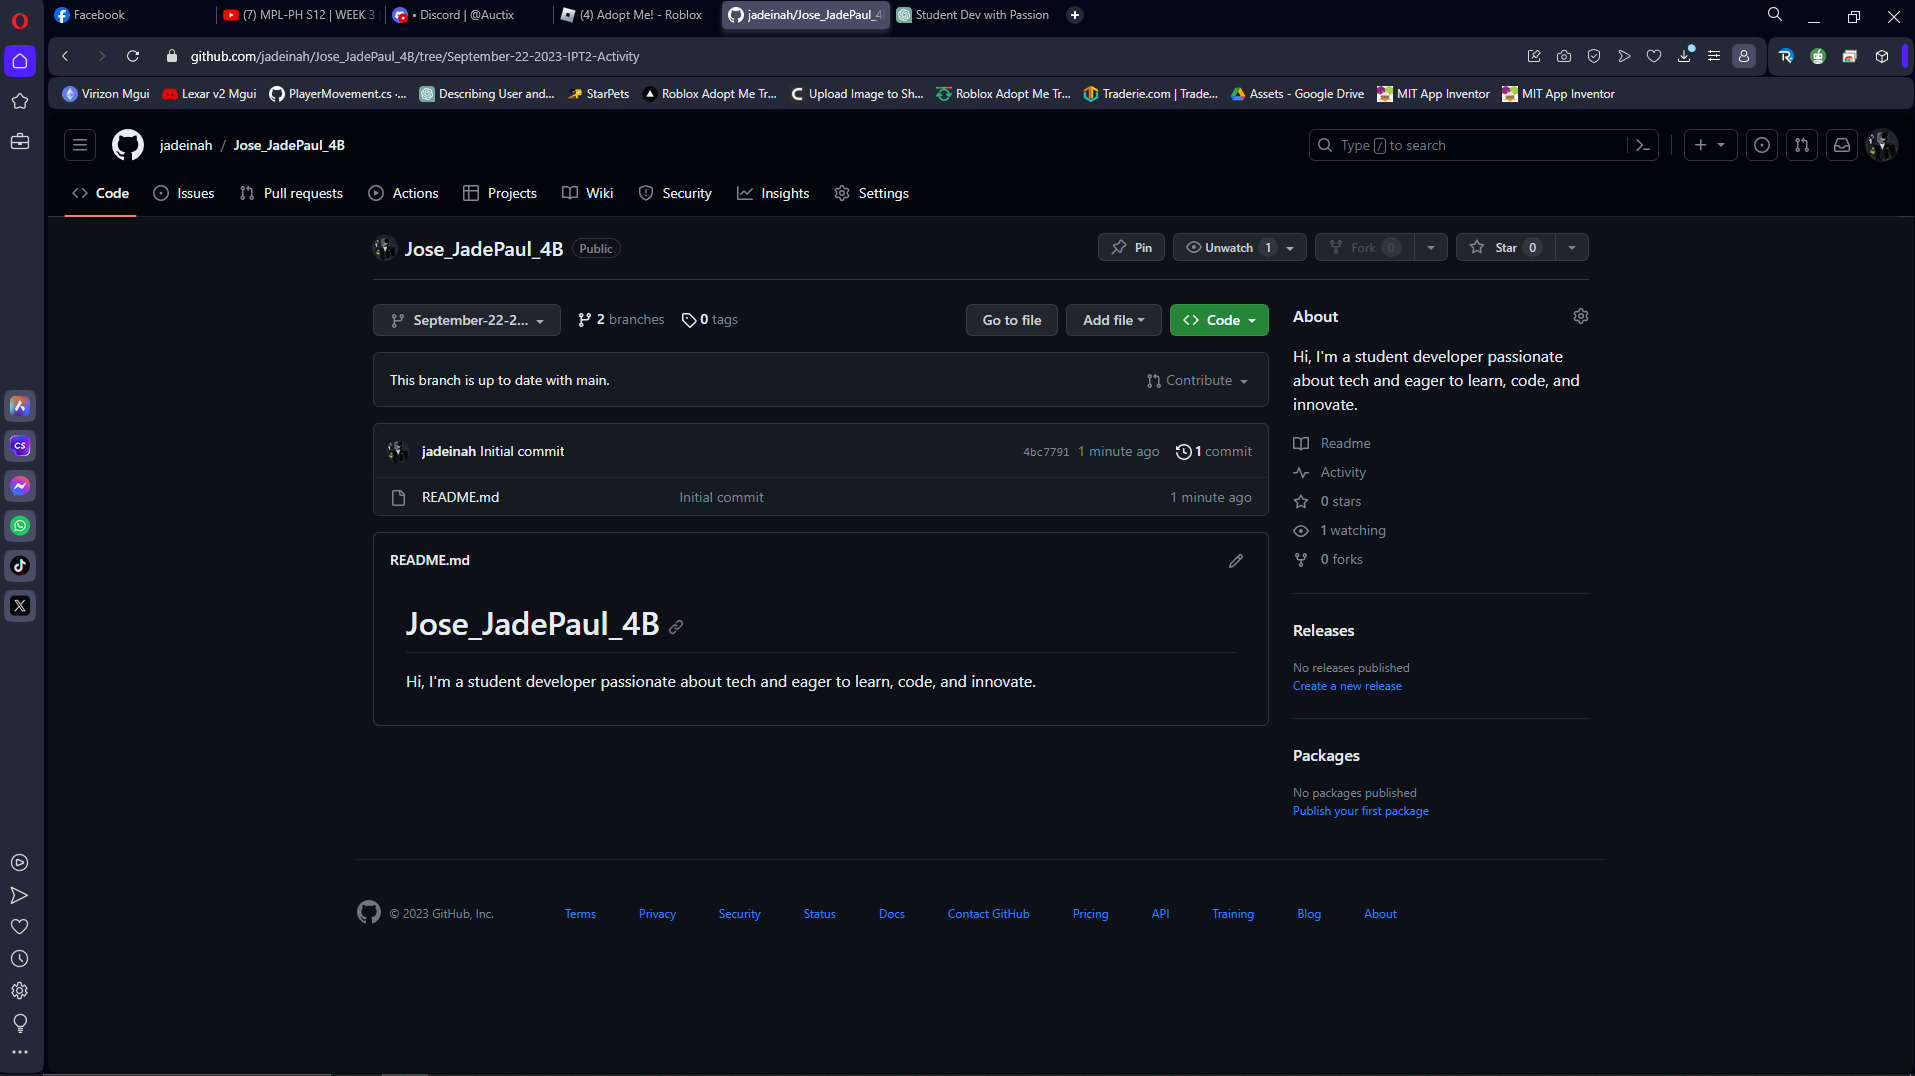 Facebook
(7) MPL-PH S12 | WEEK 3
• Discord | @Auctix
(4) Adopt Me! - Roblox
jadeinah/Jose_JadePaul_4
Student Dev with Passion
github.com/jadeinah/Jose_JadePaul_4B/tree/September-22-2023-IPT2-Activity
Virizon Mgui
Lexar v2 Mgui
PlayerMovement.cs ·...
Describing User and...
StarPets
Roblox Adopt Me Tr...
Upload Image to Sh...
Roblox Adopt Me Tr...
Traderie.com | Trade...
Assets - Google Drive
MIT App Inventor
MIT App Inventor
jadeinah / Jose_JadePaul_4B
Type / to search
Code
Issues
Pull requests
Actions
Projects
Wiki
Security
Insights
Settings
Jose_JadePaul_4B Public
Pin
Unwatch 1
Fork 0
Star 0
September-22-2...
2 branches
0 tags
Go to file
Add file
Code
This branch is up to date with main.
Contribute
jadeinah Initial commit
4bc7791 1 minute ago
1 commit
README.md
Initial commit
1 minute ago
README.md
Jose_JadePaul_4B
Hi, I'm a student developer passionate about tech and eager to learn, code, and innovate.
About
Hi, I'm a student developer passionate
about tech and eager to learn, code, and
innovate.
Readme
Activity
0 stars
1 watching
0 forks
Releases
No releases published
Create a new release
Packages
No packages published
Publish your first package
© 2023 GitHub, Inc.
Terms
Privacy
Security
Status
Docs
Contact GitHub
Pricing
API
Training
Blog
About
CS